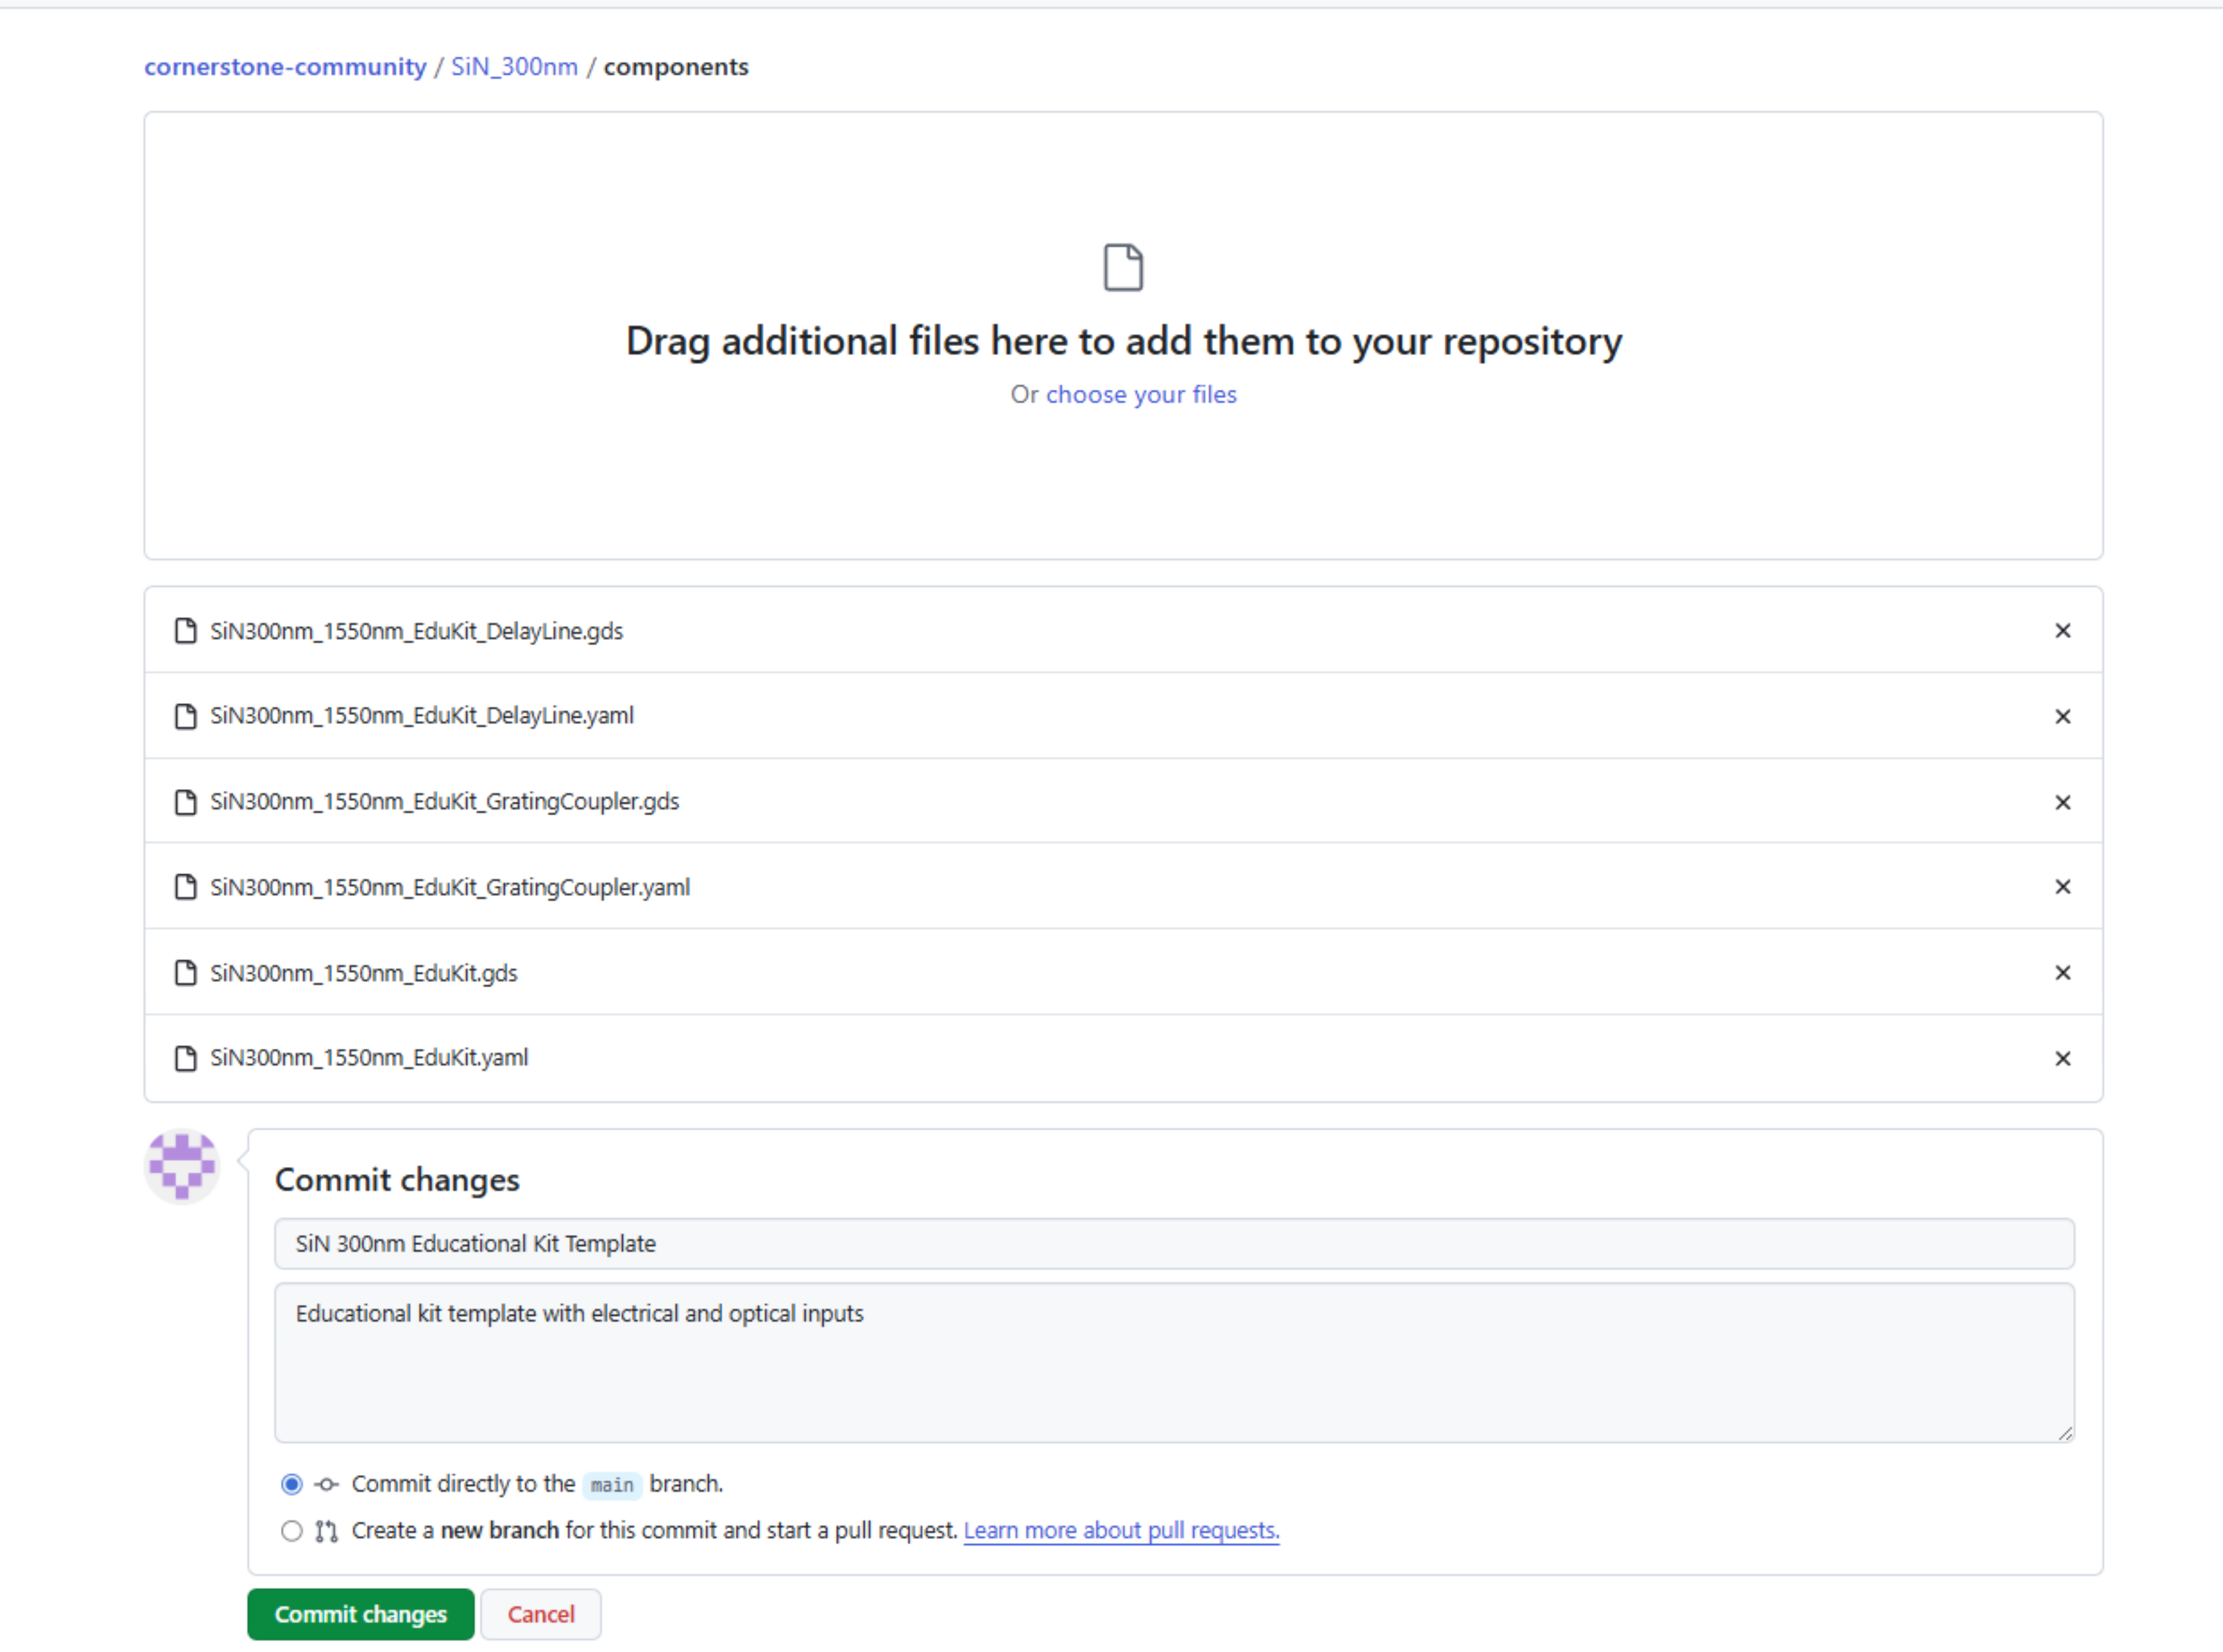 cornerstone-community / SiN_300nm / components
Drag additional files here to add them to your repository
Or choose your files
SiN300nm_1550nm_EduKit_DelayLine.gds
SiN300nm_1550nm_EduKit_DelayLine.yaml
SiN300nm_1550nm_EduKit_GratingCoupler.gds
SiN300nm_1550nm_EduKit_GratingCoupler.yaml
SiN300nm_1550nm_EduKit.gds
SiN300nm_1550nm_EduKit.yaml
Commit changes
SiN 300nm Educational Kit Template
Educational kit template with electrical and optical inputs
Commit directly to the main branch.
Create a new branch for this commit and start a pull request. Learn more about pull requests.
Commit changes Cancel